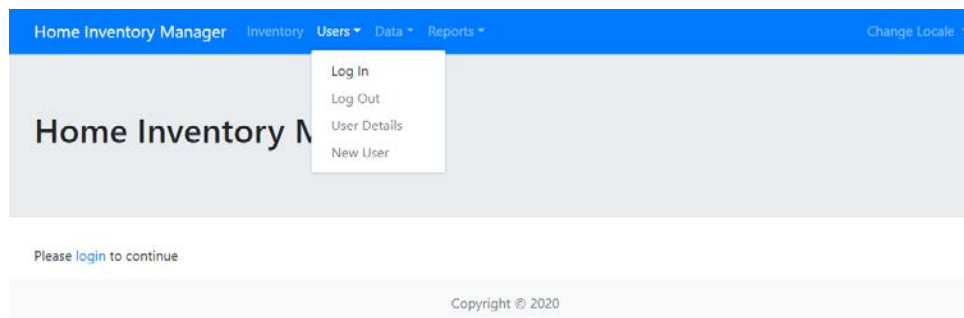 Home Inventory Manager Inventory Users Data Reports Change Locale
Log In
Log Out
User Details
New User
Home Inventory
Please login to continue
Copyright © 2020